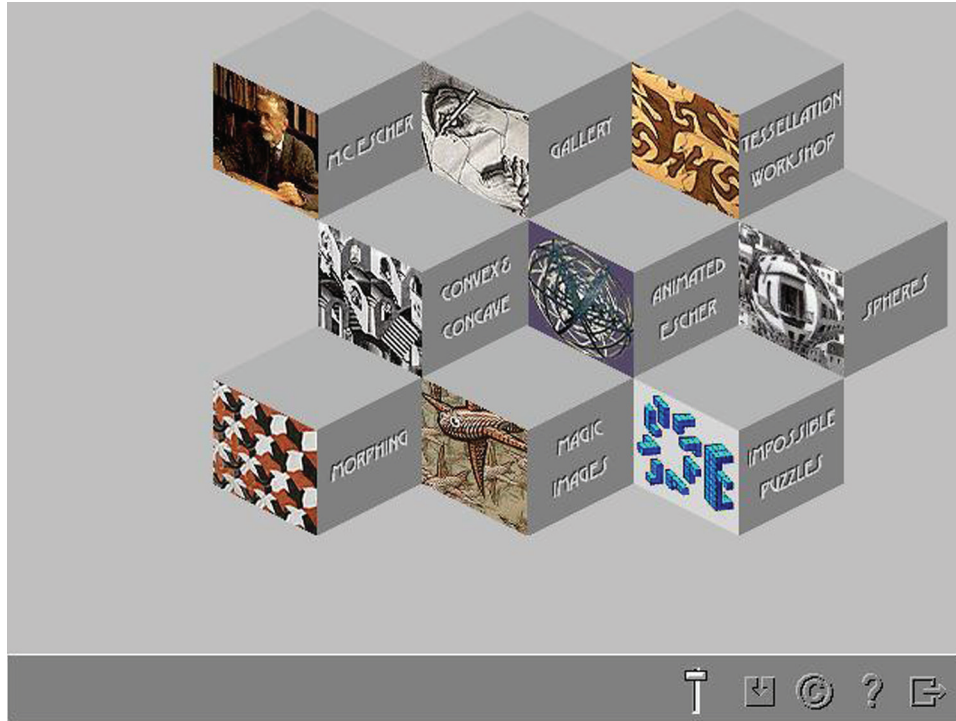 M.C. ESCHER
GALLERY
TESSELLATION
WORKSHOP
CONVEX &
CONCAVE
ANIMATED
ESCHER
SPHERES
MORPHING
MAGIC
IMAGES
IMPOSSIBLE
PUZZLES
© ?